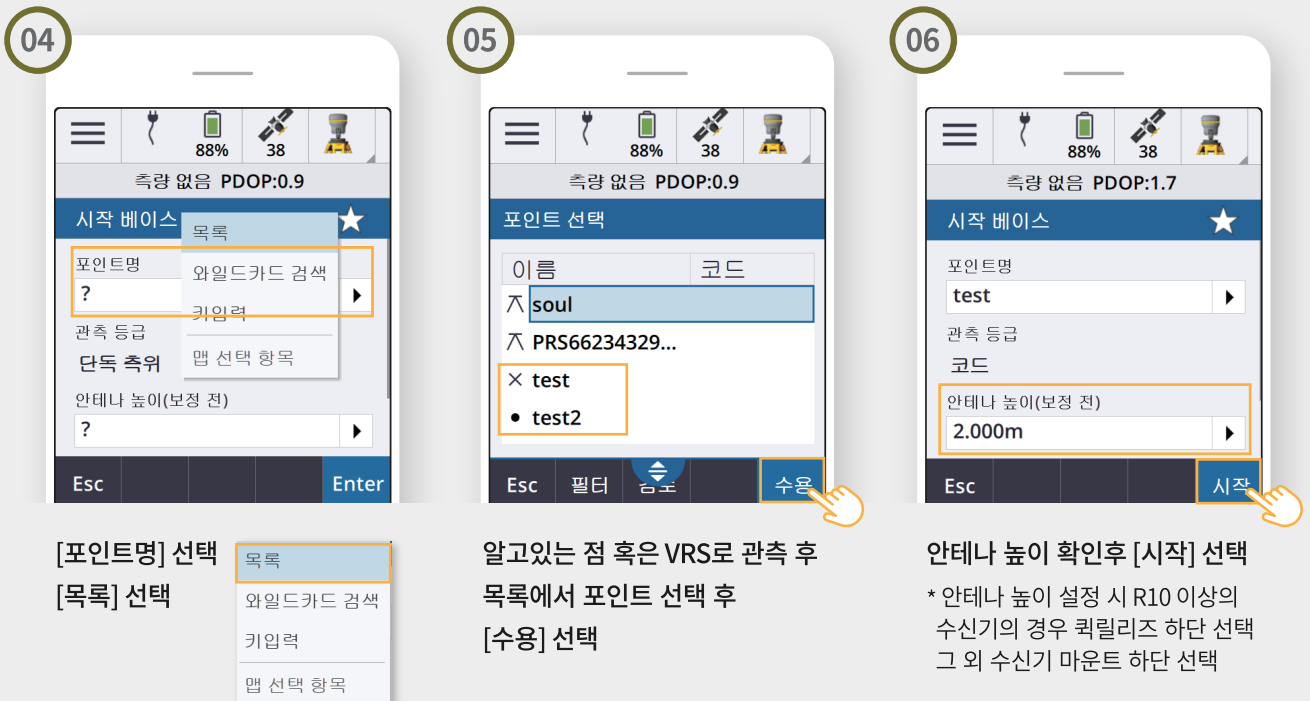 04
88%
38
측량 없음 PDOP:0.9
시작 베이스
목록
포인트명
와일드카드 검색
?
키입력
관측 등급
단독 측위
맵 선택 항목
안테나 높이(보정 전)
?
Esc
Enter
[포인트명] 선택
[목록] 선택
목록
와일드카드 검색
키입력
맵 선택 항목
05
88%
38
측량 없음 PDOP:0.9
포인트 선택
이름 코드
soul
PRS66234329...
test
test2
Esc 필터 수용
알고있는 점 혹은 VRS로 관측 후
목록에서 포인트 선택 후
[수용] 선택
06
88%
38
측량 없음 PDOP:1.7
시작 베이스
포인트명
test
관측 등급
코드
안테나 높이(보정 전)
2.000m
Esc 시작
안테나 높이 확인후 [시작] 선택
* 안테나 높이 설정 시 R10 이상의
수신기의 경우 퀵릴리즈 하단 선택
그 외 수신기 마운트 하단 선택